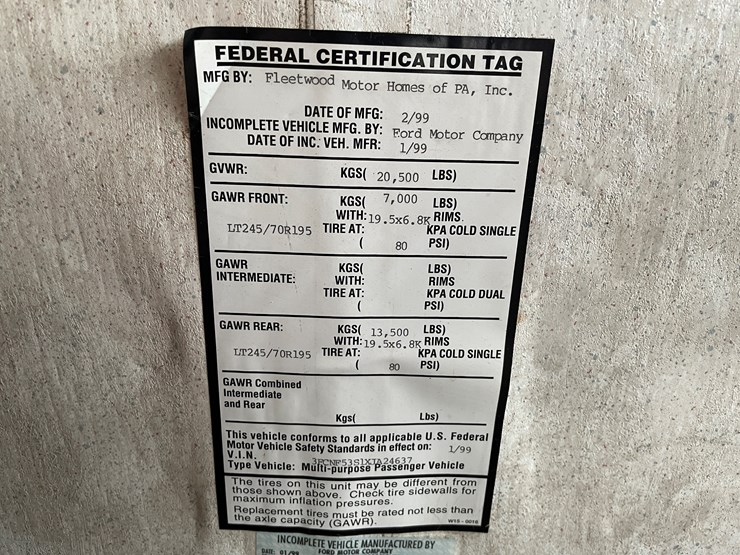 FEDERAL CERTIFICATION TAG
MFG BY: Fleetwood Motor Homes of PA, Inc.
DATE OF MFG: 2/99
INCOMPLETE VEHICLE MFG. BY: Ford Motor Company
DATE OF INC. VEH. MFR: 1/99
GVWR: KGS( 20,500 LBS)
GAWR FRONT: KGS( 7,000 LBS)
WITH: 19.5x6.8K RIMS.
LT245/70R195 TIRE AT: KPA COLD SINGLE
( 80 PSI)
GAWR KGS( LBS)
INTERMEDIATE: WITH: RIMS
TIRE AT: KPA COLD DUAL
( PSI)
GAWR REAR: KGS( 13,500 LBS)
WITH: 19.5x6.8K RIMS
LT245/70R195 TIRE AT: KPA COLD SINGLE
( 80 PSI)
GAWR Combined
Intermediate
and Rear
Kgs( Lbs)
This vehicle conforms to all applicable U.S. Federal
Motor Vehicle Safety Standards in effect on: 1/99
V.I.N.
Type Vehicle: Multi-purpose Passenger Vehicle
The tires on this unit may be different from
those shown above. Check tire sidewalls for
maximum inflation pressures.
Replacement tires must be rated not less than
the axle capacity (GAWR). W15-0016
INCOMPLETE VEHICLE MANUFACTURED BY
DATE: 01/99 FORD MOTOR COMPANY